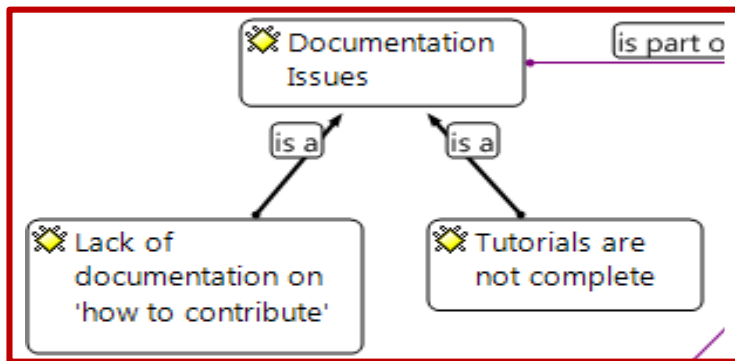 Documentation
Issues
is part o
is a
is a
Lack of
documentation on
'how to contribute'
Tutorials are
not complete